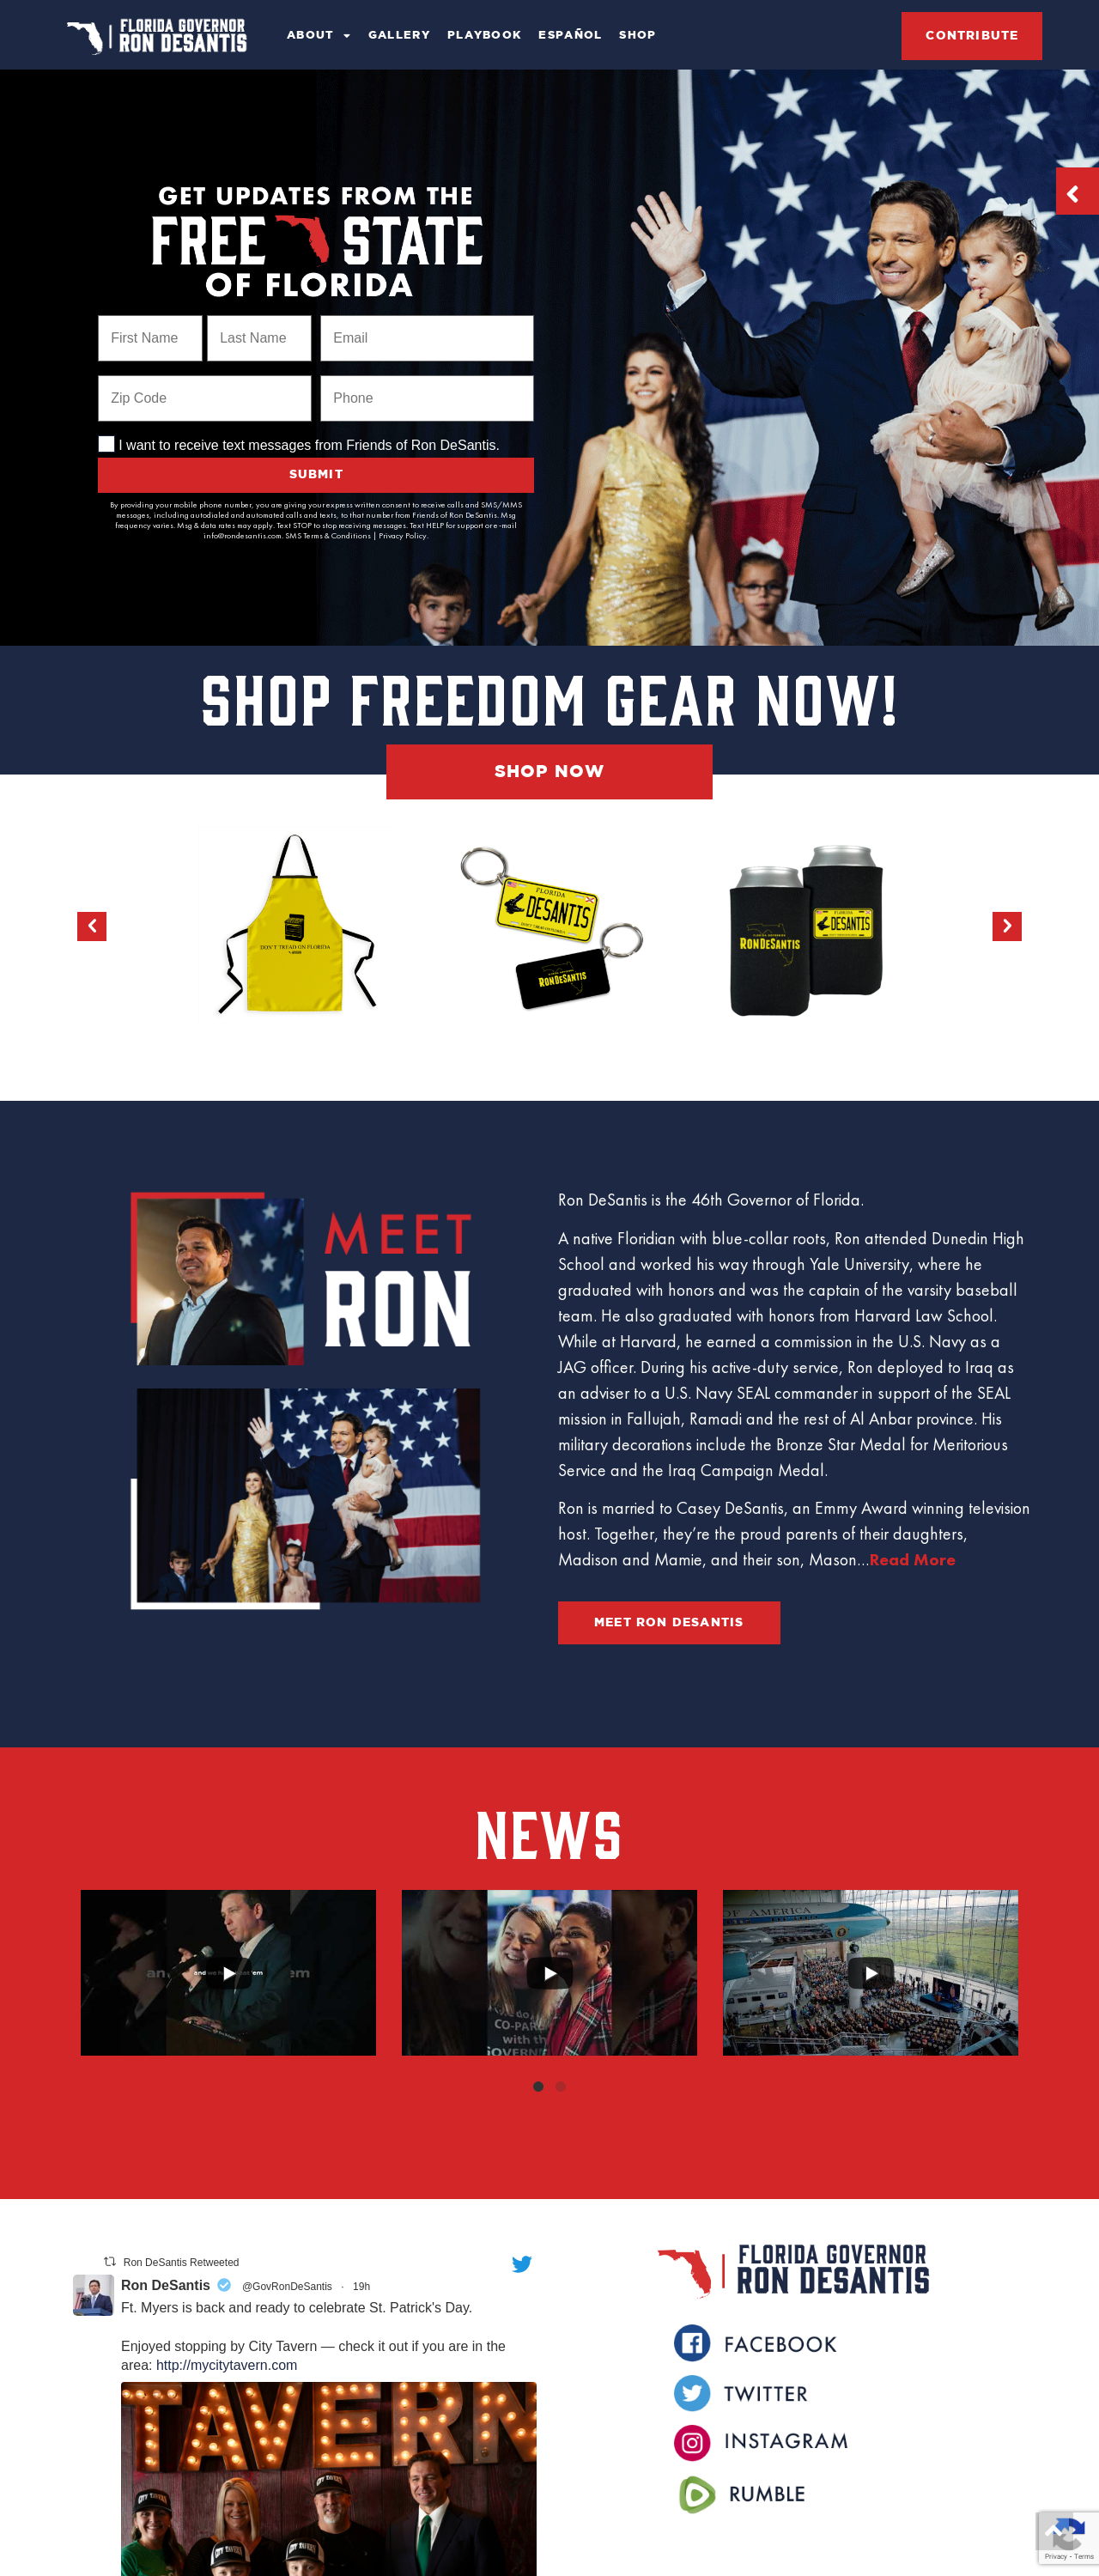 FLORIDA GOVERNOR
RON DESANTIS
ABOUT GALLERY PLAYBOOK ESPAÑOL SHOP
CONTRIBUTE
GET UPDATES FROM THE
FREE STATE
OF FLORIDA
First Name Last Name Email
Zip Code Phone
I want to receive text messages from Friends of Ron DeSantis.
SUBMIT
By providing your mobile phone number, you are giving your express written consent to receive calls and SMS/MMS
messages, including autodialed and automated calls and texts, to that number from Friends of Ron DeSantis. Msg
frequency varies. Msg & data rates may apply. Text STOP to stop receiving messages. Text HELP for support or e-mail
info@rondesantis.com. SMS Terms & Conditions | Privacy Policy.
SHOP FREEDOM GEAR NOW!
SHOP NOW
DON'T TREAD ON FLORIDA
FLORIDA
DESANTIS
RONDESANTIS
RONDESANTIS
FLORIDA
DESANTIS
MEET
RON
Ron DeSantis is the 46th Governor of Florida.
A native Floridian with blue-collar roots, Ron attended Dunedin High
School and worked his way through Yale University, where he
graduated with honors and was the captain of the varsity baseball
team. He also graduated with honors from Harvard Law School.
While at Harvard, he earned a commission in the U.S. Navy as a
JAG officer. During his active-duty service, Ron deployed to Iraq as
an adviser to a U.S. Navy SEAL commander in support of the SEAL
mission in Fallujah, Ramadi and the rest of Al Anbar province. His
military decorations include the Bronze Star Medal for Meritorious
Service and the Iraq Campaign Medal.
Ron is married to Casey DeSantis, an Emmy Award winning television
host. Together, they're the proud parents of their daughters,
Madison and Mamie, and their son, Mason...Read More
MEET RON DESANTIS
NEWS
OF AMERICA
CO-PAR
with th
GOVERN
Ron DeSantis Retweeted
Ron DeSantis @GovRonDeSantis · 19h
Ft. Myers is back and ready to celebrate St. Patrick's Day.
Enjoyed stopping by City Tavern — check it out if you are in the
area: http://mycitytavern.com
TAVERN
CITY TAVERN
FLORIDA GOVERNOR
RON DESANTIS
FACEBOOK
TWITTER
INSTAGRAM
RUMBLE
Privacy - Terms